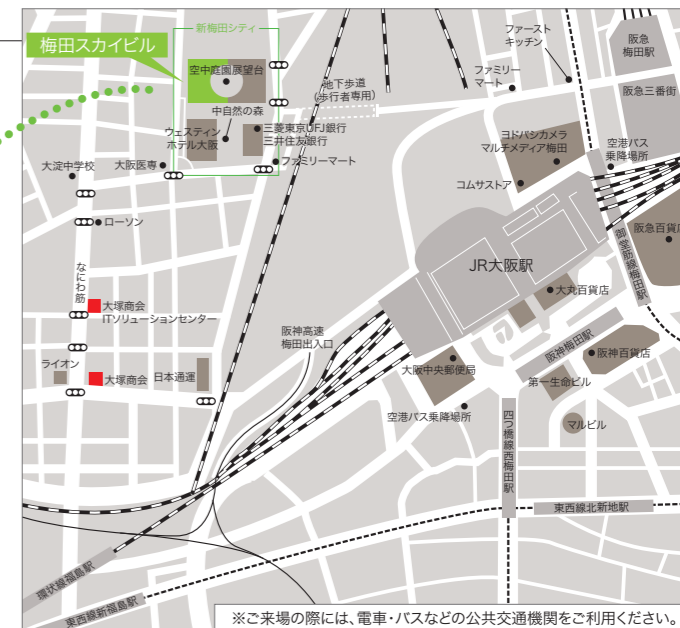 新梅田シティ
梅田スカイビル
空中庭園展望台
地下歩道
（歩行者専用）
中自然の森
ウェスティン
ホテル大阪
三菱東京UFJ銀行
三井住友銀行
ファミリーマート
大淀中学校
大阪医専
ローソン
なにわ筋
大塚商会
ITソリューションセンター
ライオン
大塚商会
日本通運
阪神高速
梅田出入口
ファースト
キッチン
ファミリー
マート
阪急
梅田駅
阪急三番街
ヨドバシカメラ
マルチメディア梅田
空港バス
乗降場所
コムサストア
阪急百貨店
御堂筋線梅田駅
JR大阪駅
大丸百貨店
阪神梅田駅
阪神百貨店
大阪中央郵便局
第一生命ビル
空港バス乗降場所
マルビル
四つ橋線西梅田駅
東西線北新地駅
環状線福島駅
東西線新福島駅
※ご来場の際には、電車・バスなどの公共交通機関をご利用ください。